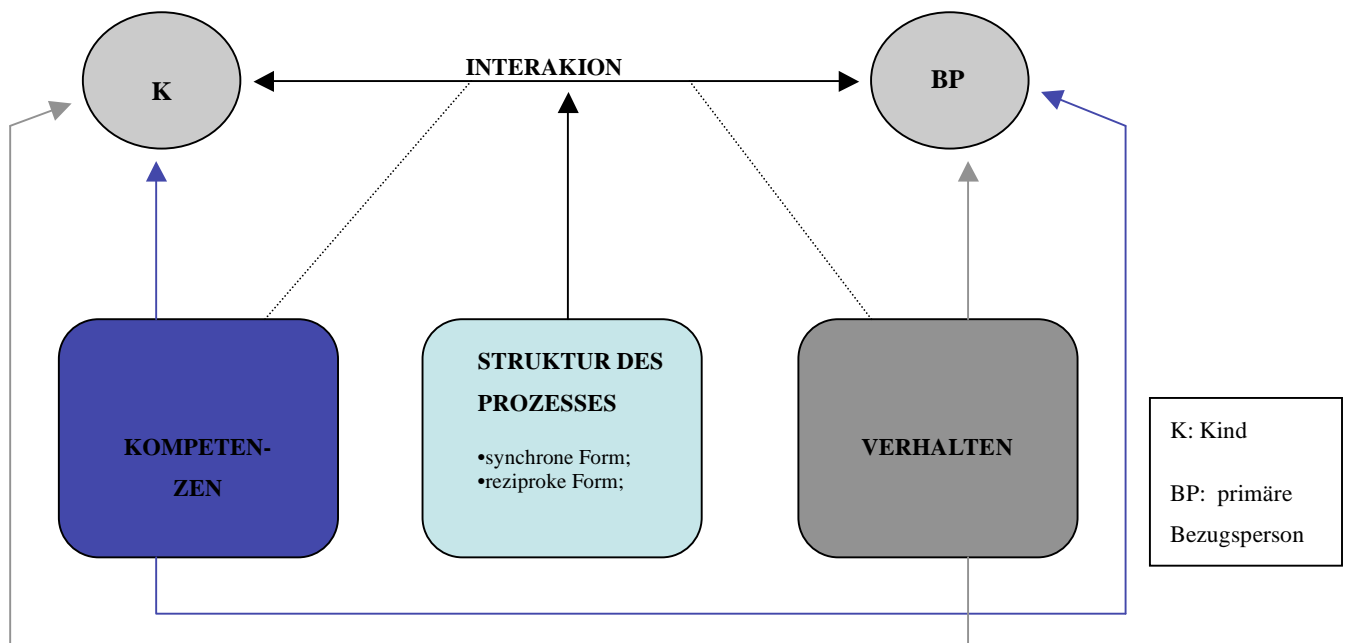 INTERAKION
K
BP
STRUKTUR DES
PROZESSES
•synchrone Form;
•reziproke Form;
KOMPETEN-
ZEN
VERHALTEN
K: Kind
BP: primäre
Bezugsperson